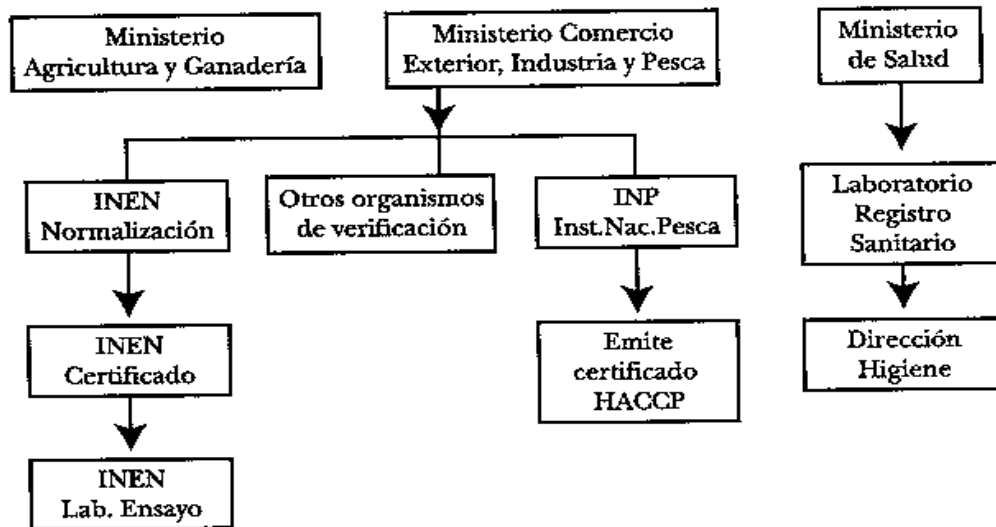 Ministerio
Agricultura y Ganadería
Ministerio Comercio
Exterior, Industria y Pesca
Ministerio
de Salud
INEN
Normalización
Otros organismos
de verificación
INP
Inst.Nac.Pesca
Laboratorio
Registro
Sanitario
INEN
Certificado
Emite
certificado
HACCP
Dirección
Higiene
INEN
Lab. Ensayo